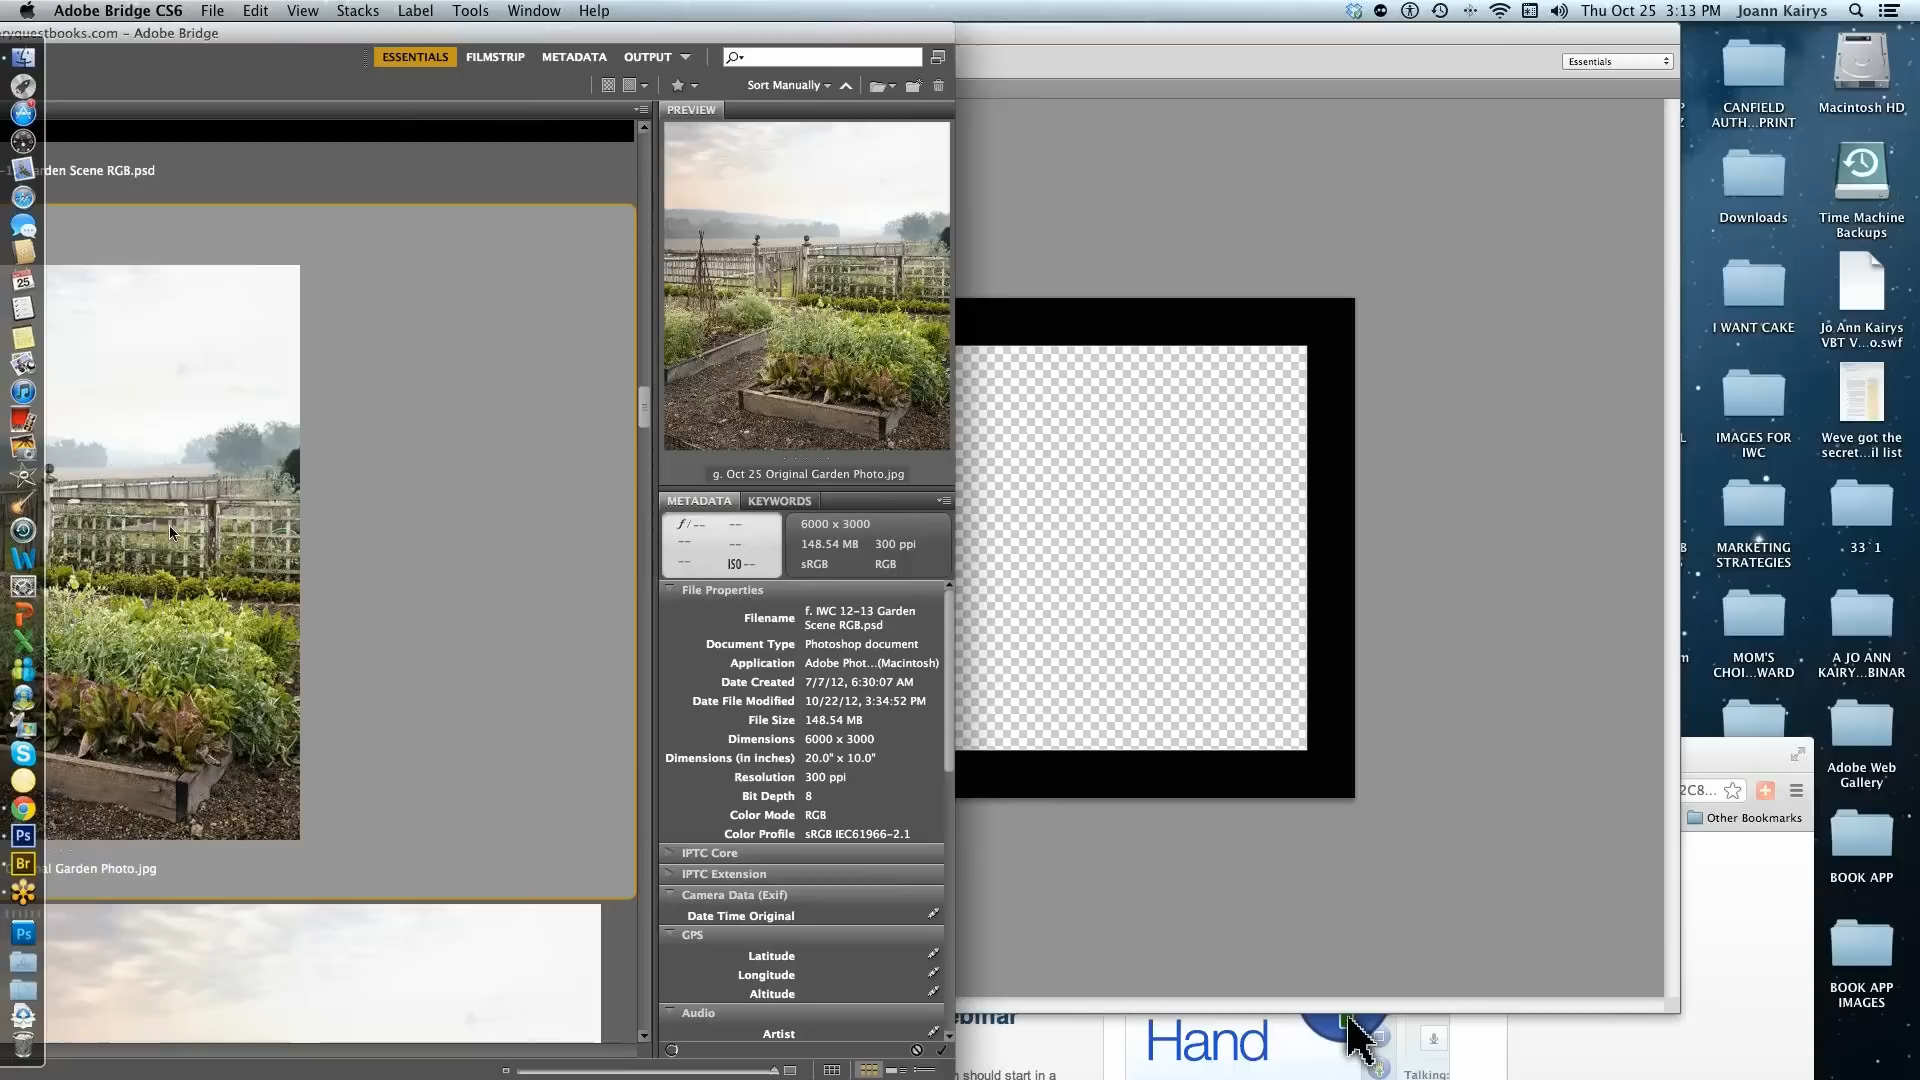 Adobe Bridge CS6 File Edit View Stacks Label Tools Window Help
Thu Oct 25 3:13 PM Joann Kairys
ryquestbooks.com – Adobe Bridge
ESSENTIALS FILMSTRIP METADATA OUTPUT
Sort Manually
PREVIEW
den Scene RGB.psd
g. Oct 25 Original Garden Photo.jpg
METADATA KEYWORDS
f/-- --
-- --
-- ISO --
6000 x 3000
148.54 MB 300 ppi
sRGB RGB
File Properties
Filename f. IWC 12-13 Garden
Scene RGB.psd
Document Type Photoshop document
Application Adobe Phot...(Macintosh)
Date Created 7/7/12, 6:30:07 AM
Date File Modified 10/22/12, 3:34:52 PM
File Size 148.54 MB
Dimensions 6000 x 3000
Dimensions (in inches) 20.0" x 10.0"
Resolution 300 ppi
Bit Depth 8
Color Mode RGB
Color Profile sRGB IEC61966-2.1
IPTC Core
IPTC Extension
Camera Data (Exif)
Date Time Original
GPS
Latitude
Longitude
Altitude
Audio
Artist
al Garden Photo.jpg
25
W
P
X
S
Ps
Br
Ps
Essentials
CANFIELD
AUTH...PRINT
Macintosh HD
Downloads
Time Machine
Backups
I WANT CAKE
Jo Ann Kairys
VBT V...o.swf
IMAGES FOR
IWC
Weve got the
secret...il list
MARKETING
STRATEGIES
33 1
MOM'S
CHOI...WARD
A JO ANN
KAIRY...BINAR
Adobe Web
Gallery
2C8...
Other Bookmarks
BOOK APP
BOOK APP
IMAGES
ebinar
Hand
should start in a
Talking: